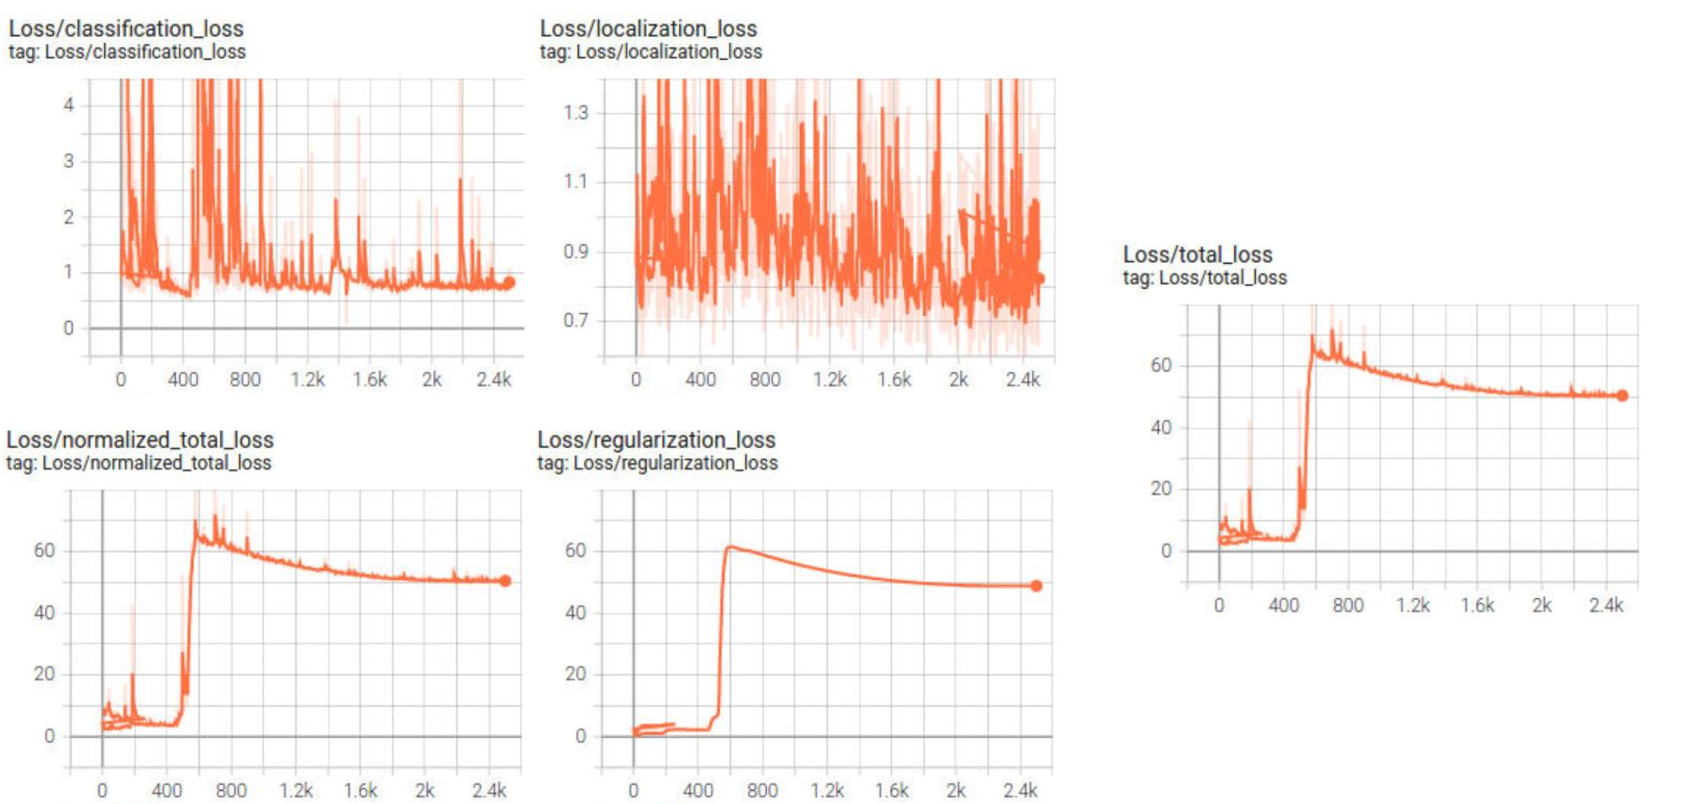 Loss/classification_loss
tag: Loss/classification_loss
4
3
2
1
0
0 400 800 1.2k 1.6k 2k 2.4k
Loss/localization_loss
tag: Loss/localization_loss
1.3
1.1
0.9
0.7
0 400 800 1.2k 1.6k 2k 2.4k
Loss/total_loss
tag: Loss/total_loss
60
40
20
0
0 400 800 1.2k 1.6k 2k 2.4k
Loss/normalized_total_loss
tag: Loss/normalized_total_loss
60
40
20
0
0 400 800 1.2k 1.6k 2k 2.4k
Loss/regularization_loss
tag: Loss/regularization_loss
60
40
20
0
0 400 800 1.2k 1.6k 2k 2.4k